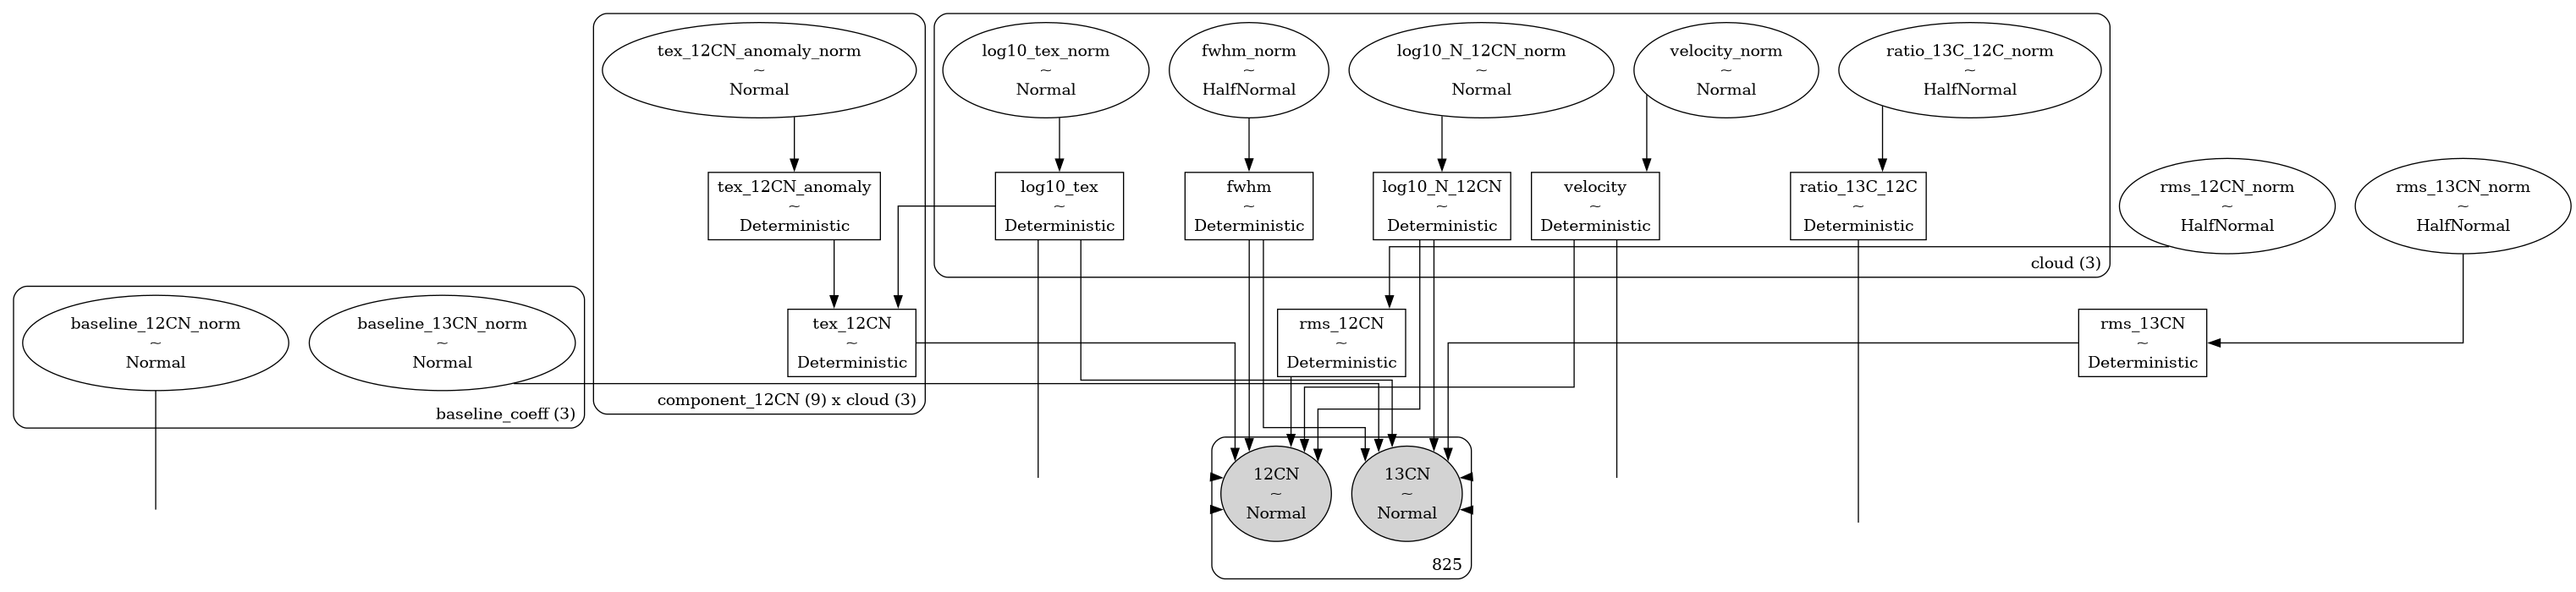 tex_12CN_anomaly_norm
~
Normal
log10_tex_norm
~
Normal
fwhm_norm
~
HalfNormal
log10_N_12CN_norm
~
Normal
velocity_norm
~
Normal
ratio_13C_12C_norm
~
HalfNormal
tex_12CN_anomaly
~
Deterministic
log10_tex
~
Deterministic
fwhm
~
Deterministic
log10_N_12CN
~
Deterministic
velocity
~
Deterministic
ratio_13C_12C
~
Deterministic
rms_12CN_norm
~
HalfNormal
rms_13CN_norm
~
HalfNormal
cloud (3)
baseline_12CN_norm
~
Normal
baseline_13CN_norm
~
Normal
tex_12CN
~
Deterministic
rms_12CN
~
Deterministic
rms_13CN
~
Deterministic
component_12CN (9) x cloud (3)
baseline_coeff (3)
12CN
~
Normal
13CN
~
Normal
825